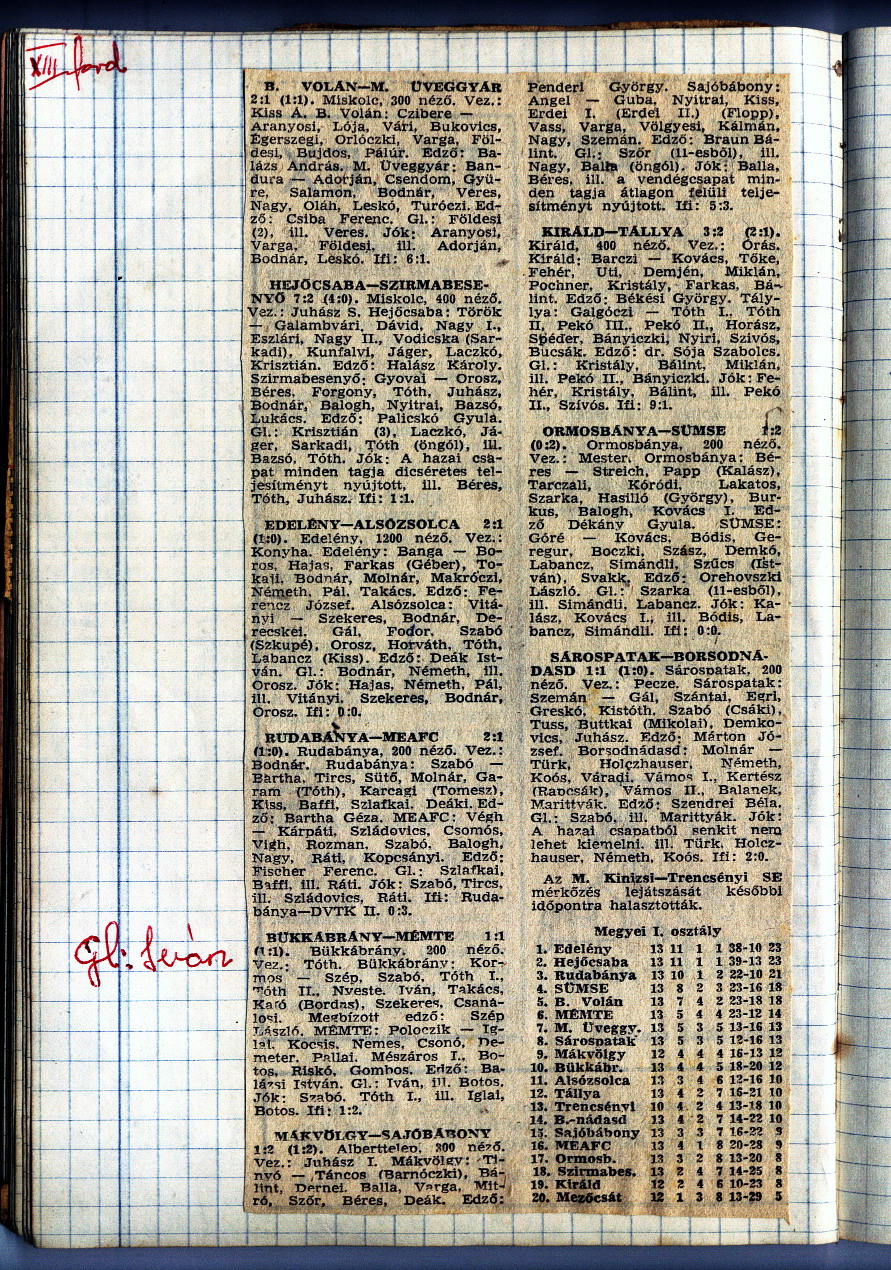 XIII. ford
B. VOLÁN—M. ÜVEGGYÁR
2:1 (1:1). Miskolc, 300 néző. Vez.:
Kiss A. B. Volán: Czibere —
Aranyosi, Lója, Vári, Bukovics,
Egerszegi, Orlóczki, Varga, Föl-
desi, Bujdos, Pálúr. Edző: Ba-
lázs András. M. Üveggyár: Ban-
dura — Adorján, Csendom, Gyü-
re, Salamon, Bodnár, Veres,
Nagy, Oláh, Leskó, Turóczi. Ed-
ző: Csiba Ferenc. Gl.: Földesi
(2), ill. Veres. Jók: Aranyosi,
Varga, Földesi, ill. Adorján,
Bodnár, Leskó. Ifi: 6:1.
HEJŐCSABA—SZIRMABESE-
NYŐ 7:2 (4:0). Miskolc, 400 néző.
Vez.: Juhász S. Hejőcsaba: Török
— Galambvári, Dávid, Nagy I.,
Eszlári, Nagy II., Vodicska (Sar-
kadi), Kunfalvi, Jáger, Laczkó,
Krisztián. Edző: Halász Károly.
Szirmabesenyő: Gyovai — Orosz,
Béres, Forgony, Tóth, Juhász,
Bodnár, Balogh, Nyitrai, Bazsó,
Lukács. Edző: Palicskó Gyula.
Gl.: Krisztián (3), Laczkó, Já-
ger, Sarkadi, Tóth (öngól), ill.
Bazsó, Tóth. Jók: A hazai csa-
pat minden tagja dicséretes tel-
jesítményt nyújtott, ill. Béres,
Tóth, Juhász. Ifi: 1:1.
EDELÉNY—ALSÓZSOLCA 2:1
(1:0). Edelény, 1200 néző. Vez.:
Konyha. Edelény: Banga — Bo-
ros, Hajas, Farkas (Géber), To-
kaji, Bodnár, Molnár, Makróczi,
Németh, Pál, Takács. Edző: Fe-
rencz József. Alsózsolca: Vitá-
nyi — Szekeres, Bodnár, De-
recskei, Gál, Fodor, Szabó
(Szkupé), Orosz, Horváth, Tóth,
Labancz (Kiss). Edző: Deák Ist-
ván. Gl.: Bodnár, Németh, ill.
Orosz. Jók: Hajas, Németh, Pál,
ill. Vitányi, Szekeres, Bodnár,
Orosz. Ifi: 0:0.
RUDABÁNYA—MEAFC 2:1
(1:0). Rudabánya, 200 néző. Vez.:
Bodnár. Rudabánya: Szabó —
Bartha, Tircs, Sütő, Molnár, Ga-
ram (Tóth), Karcagi (Tomesz),
Kiss, Baffi, Szlafkai, Deáki. Ed-
ző: Bartha Géza. MEAFC: Végh
— Kárpáti, Szládovics, Csomós,
Vigh, Rozman, Szabó, Balogh,
Nagy, Ráti, Kopcsányi. Edző:
Fischer Ferenc. Gl.: Szlafkai,
Baffi, ill. Ráti. Jók: Szabó, Tircs,
ill. Szládovics, Ráti. Ifi: Ruda-
bánya—DVTK II. 0:3.
BÜKKÁBRÁNY—MÉMTE 1:1
(1:1). Bükkábrány, 200 néző.
Vez.: Tóth. Bükkábrány: Kor-
mos — Szép, Szabó, Tóth I.,
Tóth II., Nyeste, Iván, Takács,
Karó (Bordas), Szekeres, Csaná-
losi. Megbízott edző: Szép
László. MÉMTE: Poloczik — Ig-
lai, Kocsis, Nemes, Csonó, De-
meter, Pallai, Mészáros I., Bo-
tos, Riskó, Gombos. Edző: Ba-
lázsi István. Gl.: Iván, ill. Botos.
Jók: Szabó, Tóth I., ill. Iglai,
Botos. Ifi: 1:2.
Gl: Iván
MÁKVÖLGY—SAJÓBÁBONY
1:2 (1:2). Alberttelep, 300 néző.
Vez.: Juhász I. Mákvölgy: Ti-
nyó — Táncos (Barnóczki), Bá-
lint, Dernei, Balla, Varga, Mit-
ró, Szőr, Béres, Deák. Edző:
Penderi György. Sajóbábony:
Angel — Guba, Nyitrai, Kiss,
Erdei I. (Erdei II.) (Flopp),
Vass, Varga, Völgyesi, Kálmán,
Nagy, Szemán. Edző: Braun Bá-
lint. Gl.: Szőr (11-esből), ill.
Nagy, Balla (öngól). Jók: Balla,
Béres, ill. a vendégcsapat min-
den tagja átlagon felüli telje-
sítményt nyújtott. Ifi: 5:3.
KIRÁLD—TÁLLYA 3:2 (2:1).
Királd, 400 néző. Vez.: Orás.
Királd: Barczi — Kovács, Tőke,
Fehér, Uti, Demjén, Miklán,
Pochner, Kristály, Farkas, Bá-
lint. Edző: Békési György. Tály-
lya: Galgóczi — Tóth I., Tóth
II, Pekó III., Pekó II., Horász,
Spéder, Bányiczki, Nyiri, Szívós,
Bucsák. Edző: dr. Sója Szabolcs.
Gl.: Kristály, Bálint, Miklán,
ill. Pekó II., Bányiczki. Jók: Fe-
hér, Kristály, Bálint, ill. Pekó
II., Szívós. Ifi: 9:1.
ORMOSBÁNYA—SÜMSE 1:2
(0:2). Ormosbánya, 200 néző.
Vez.: Mester. Ormosbánya: Bé-
res — Streich, Papp (Kalász),
Tarczali, Kóródi, Lakatos,
Szarka, Hasilló (György), Bur-
kus, Balogh, Kovács I. Ed-
ző Dékány Gyula. SÜMSE:
Góré — Kovács, Bódis, Ge-
regur, Boczki, Szász, Demkó,
Labancz, Simándli, Szűcs (Ist-
ván), Svakk. Edző: Orehovszki
László. Gl.: Szarka (11-esből),
ill. Simándli, Labancz. Jók: Ka-
lász, Kovács I., ill. Bódis, La-
bancz, Simándli. Ifi: 0:0.
SÁROSPATAK—BORSODNÁ-
DASD 1:1 (1:0). Sárospatak, 200
néző. Vez.: Pecze. Sárospatak:
Szemán — Gál, Szántai, Egri,
Greskó, Kistóth, Szabó (Csáki),
Tuss, Buttkai (Mikolai), Demko-
vics, Juhász. Edző: Márton Jó-
zsef. Borsodnádasd: Molnár —
Türk, Holczhauser, Németh,
Koós, Váradi, Vámos I., Kertész
(Rabcsák), Vámos II., Balanek,
Marittyák. Edző: Szendrei Béla.
Gl.: Szabó, ill. Marittyák. Jók:
A hazai csapatból senkit nem
lehet kiemelni, ill. Türk, Holcz-
hauser, Németh, Koós. Ifi: 2:0.
Az M. Kinizsi—Trencsényi SE
mérkőzés lejátszását későbbi
időpontra halasztották.
Megyei I. osztály
1. Edelény 13 11 1 1 38-10 23
2. Hejőcsaba 13 11 1 1 39-13 23
3. Rudabánya 13 10 1 2 22-10 21
4. SÜMSE 13 8 2 3 23-16 18
5. B. Volán 13 7 4 2 23-18 18
6. MÉMTE 13 5 4 4 23-12 14
7. M. Üveggy. 13 5 3 5 13-16 13
8. Sárospatak 13 5 3 5 12-16 13
9. Mákvölgy 12 4 4 4 16-13 12
10. Bükkábr. 13 4 4 5 18-20 12
11. Alsózsolca 13 3 4 6 12-16 10
12. Tállya 13 4 2 7 16-21 10
13. Trencsényi 10 4 2 4 13-18 10
14. B.-nádasd 13 4 2 7 14-22 10
15. Sajóbábony 13 3 3 7 16-22 9
16. MEAFC 13 4 1 8 20-28 9
17. Ormosb. 13 3 2 8 13-20 8
18. Szirmabes. 13 2 4 7 14-25 8
19. Királd 12 2 4 6 10-23 8
20. Mezőcsát 12 1 3 8 13-29 5